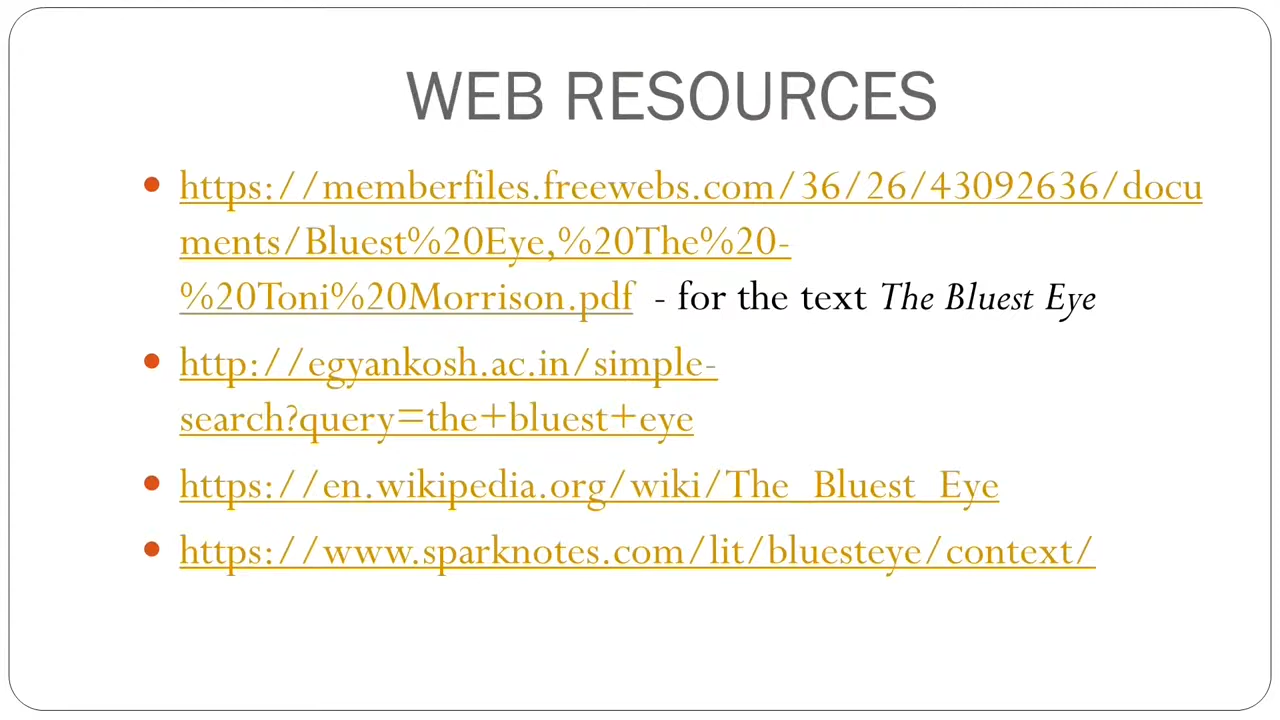 WEB RESOURCES
• https://memberfiles.freewebs.com/36/26/43092636/docu
ments/Bluest%20Eye,%20The%20-
%20Toni%20Morrison.pdf - for the text The Bluest Eye
• http://egyankosh.ac.in/simple-
search?query=the+bluest+eye
• https://en.wikipedia.org/wiki/The_Bluest_Eye
• https://www.sparknotes.com/lit/bluesteye/context/